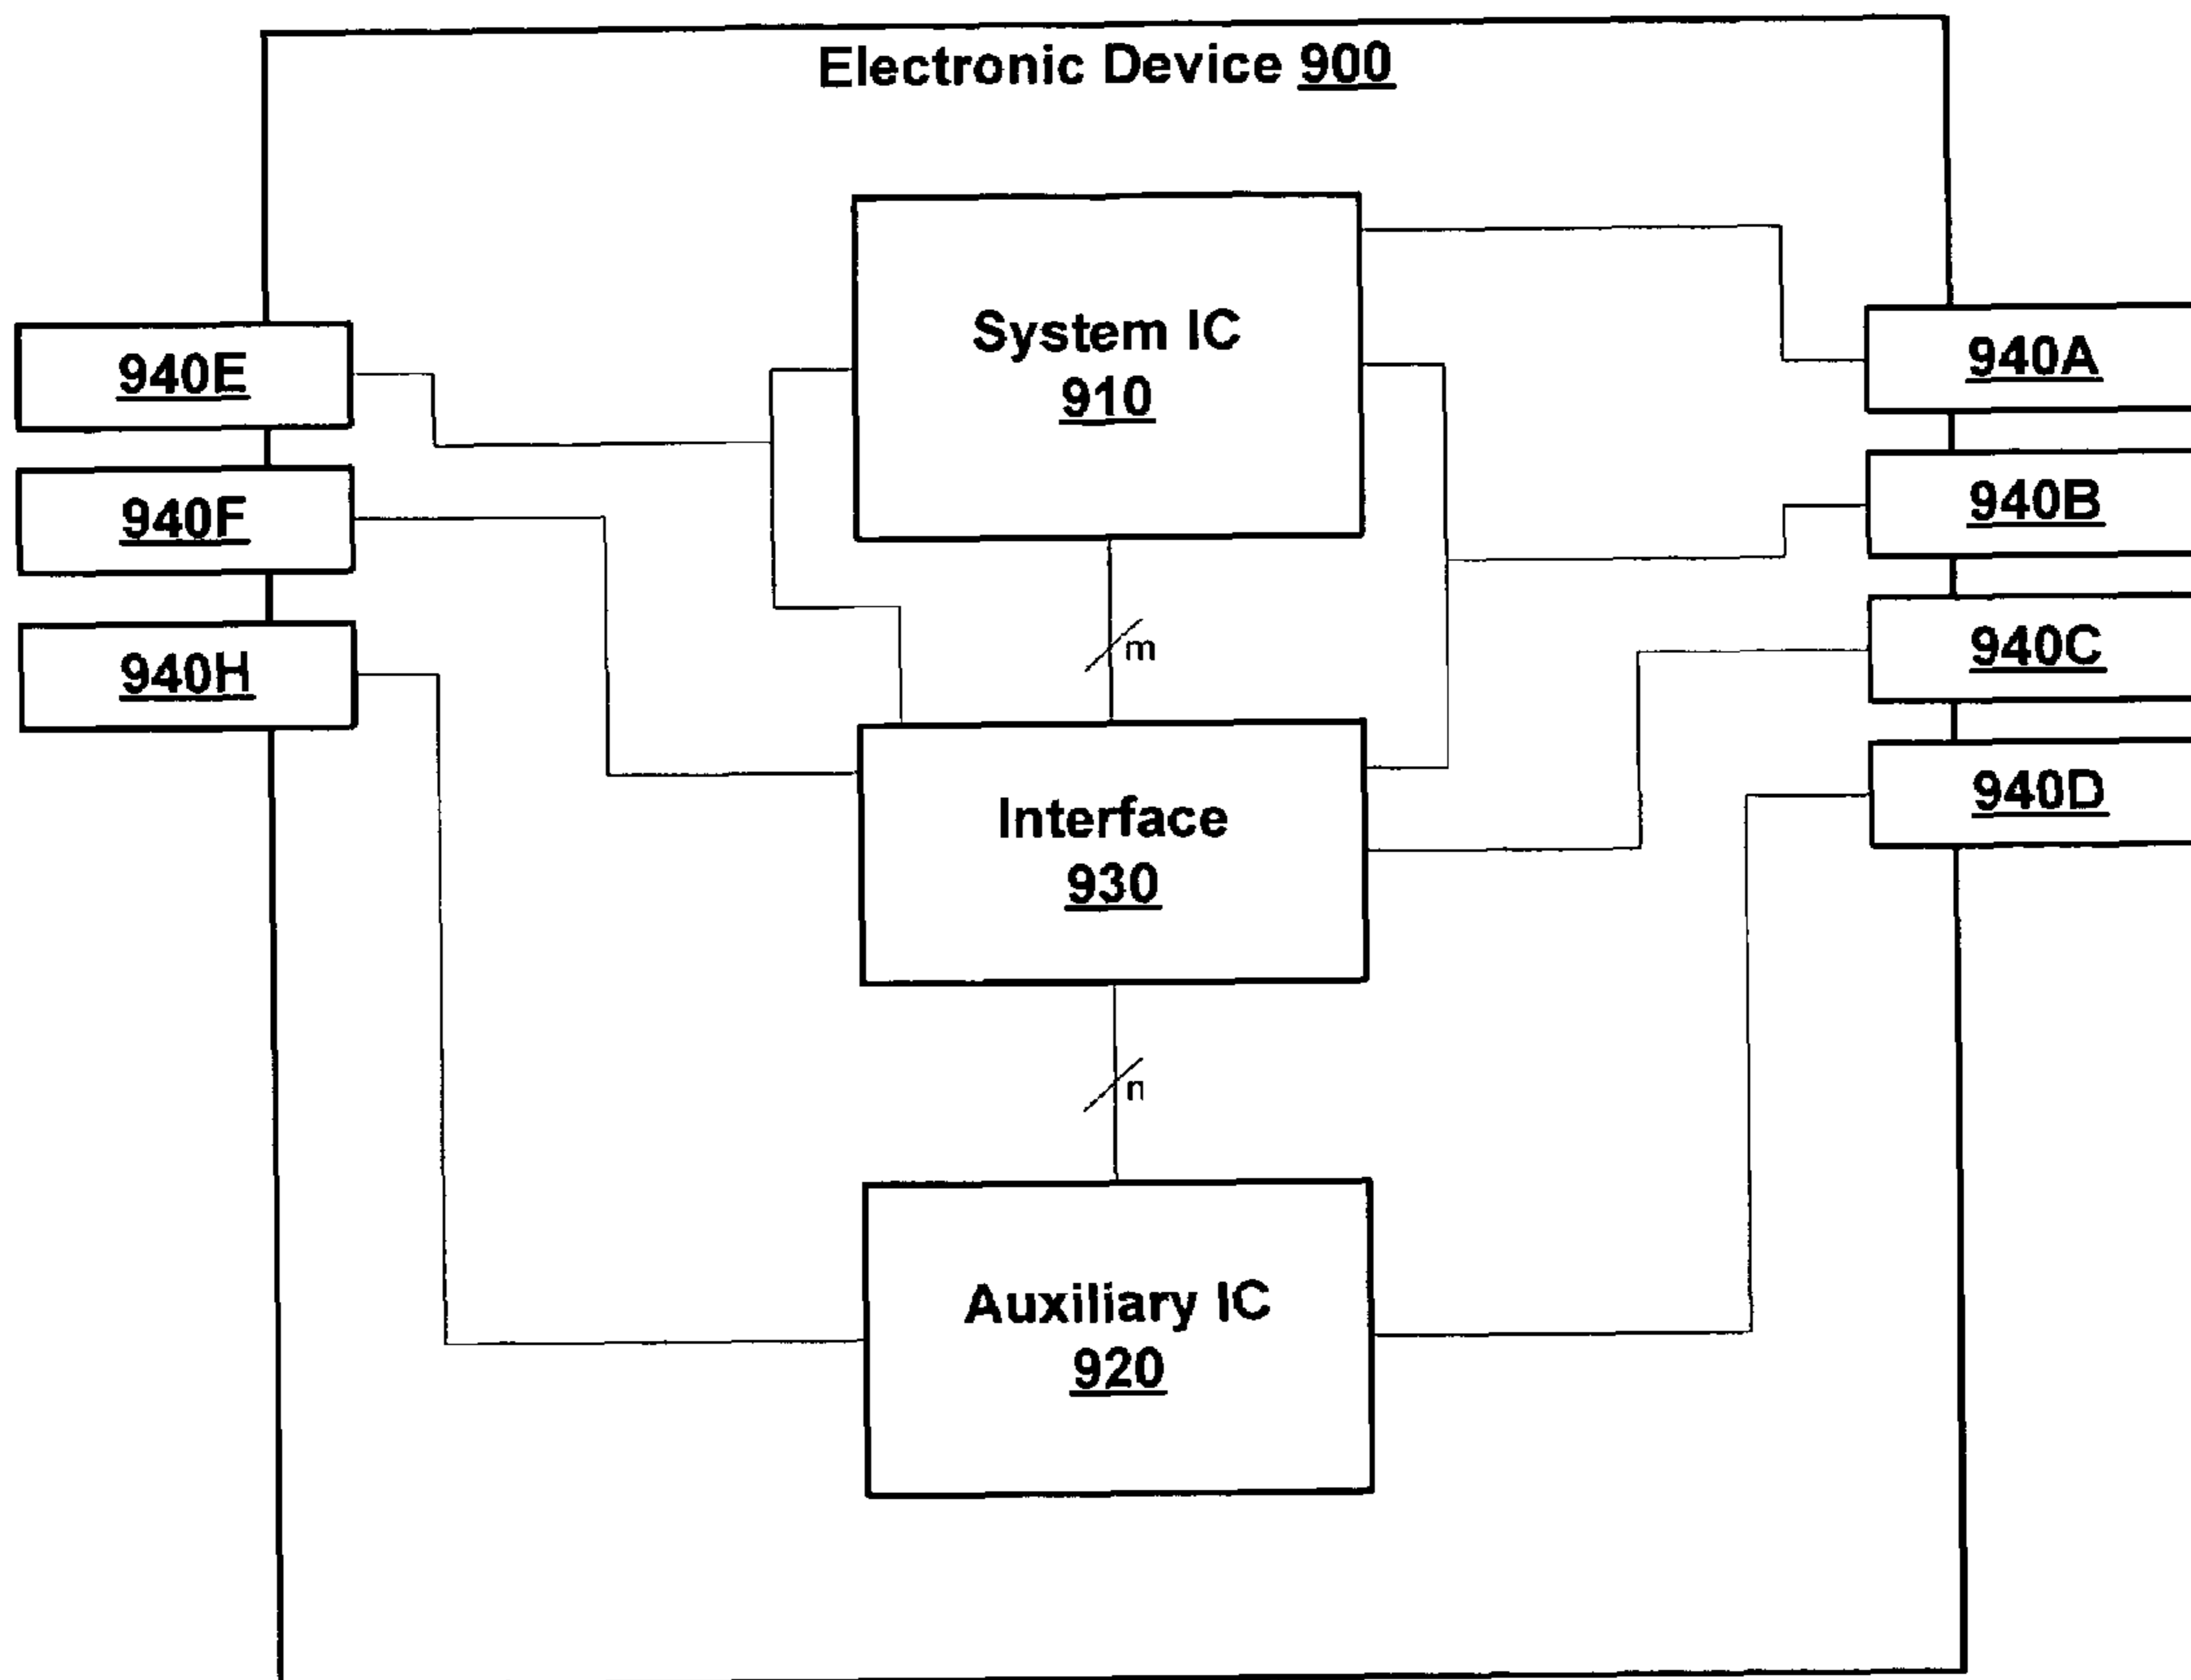 Electronic Device 900
System IC
910
940E
940F
940H
940A
940B
940C
940D
m
Interface
930
n
Auxiliary IC
920